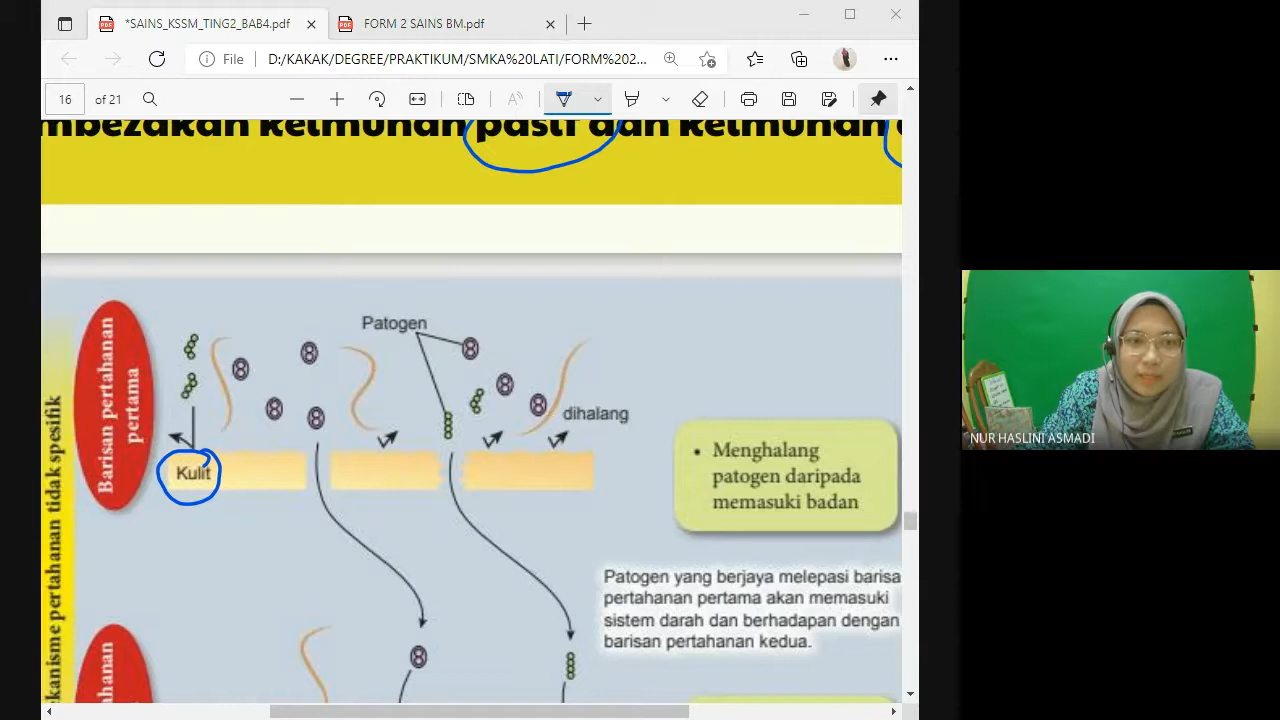 *SAINS_KSSM_TING2_BAB4.pdf
FORM 2 SAINS BM.pdf
File
D:/KAKAK/DEGREE/PRAKTIKUM/SMKA%20LATI/FORM%202...
16 of 21
mbezakan keimunan pasif dan keimunan
Patogen
Barisan pertahanan
pertama
dihalang
Kulit
• Menghalang
patogen daripada
memasuki badan
Patogen yang berjaya melepasi barisa
pertahanan pertama akan memasuki
sistem darah dan berhadapan dengan
barisan pertahanan kedua.
ekanisme pertahanan tidak spesifik
hanan
NUR HASLINI ASMADI